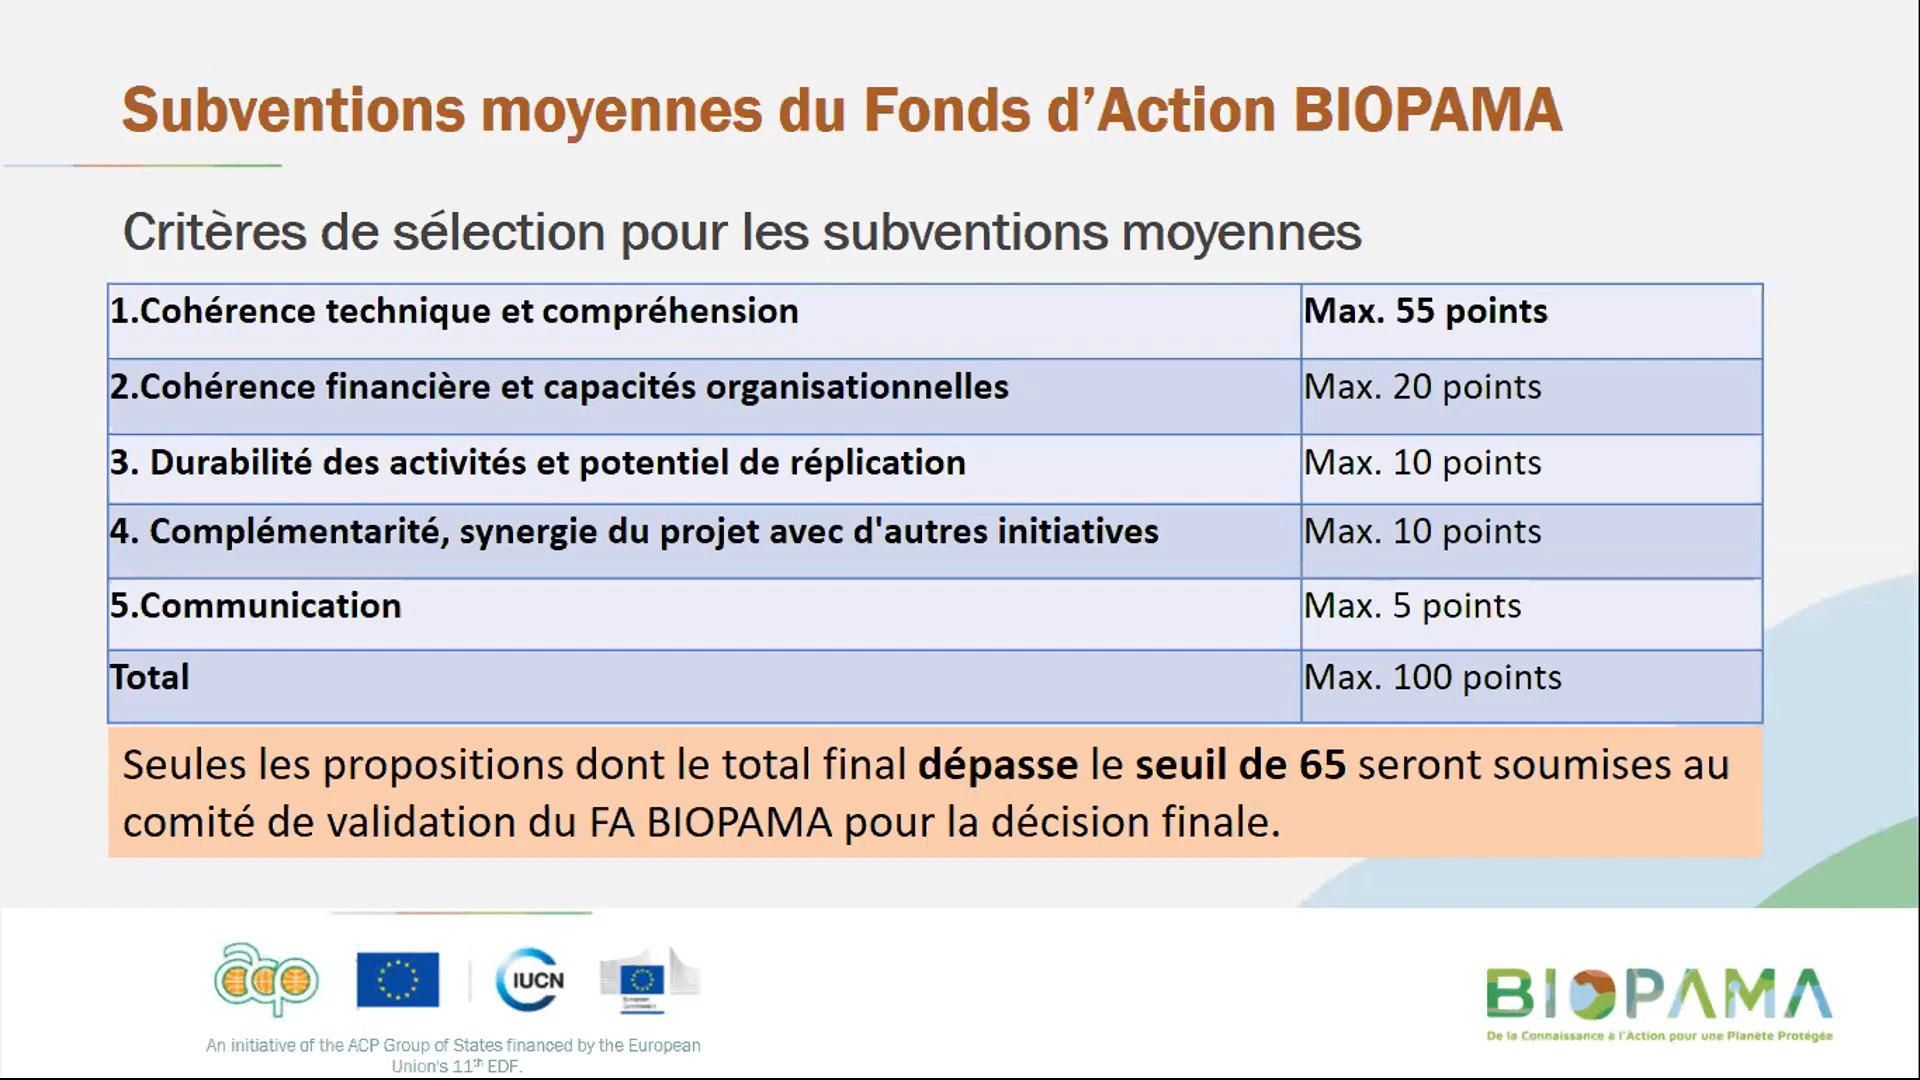 Subventions moyennes du Fonds d’Action BIOPAMA
Critères de sélection pour les subventions moyennes
1.Cohérence technique et compréhension Max. 55 points
2.Cohérence financière et capacités organisationnelles Max. 20 points
3. Durabilité des activités et potentiel de réplication Max. 10 points
4. Complémentarité, synergie du projet avec d'autres initiatives Max. 10 points
5.Communication Max. 5 points
Total Max. 100 points
Seules les propositions dont le total final dépasse le seuil de 65 seront soumises au
comité de validation du FA BIOPAMA pour la décision finale.
acp
IUCN
European
Commission
An initiative of the ACP Group of States financed by the European
Union's 11th EDF.
BIOPAMA
De la Connaissance à l'Action pour une Planète Protégée